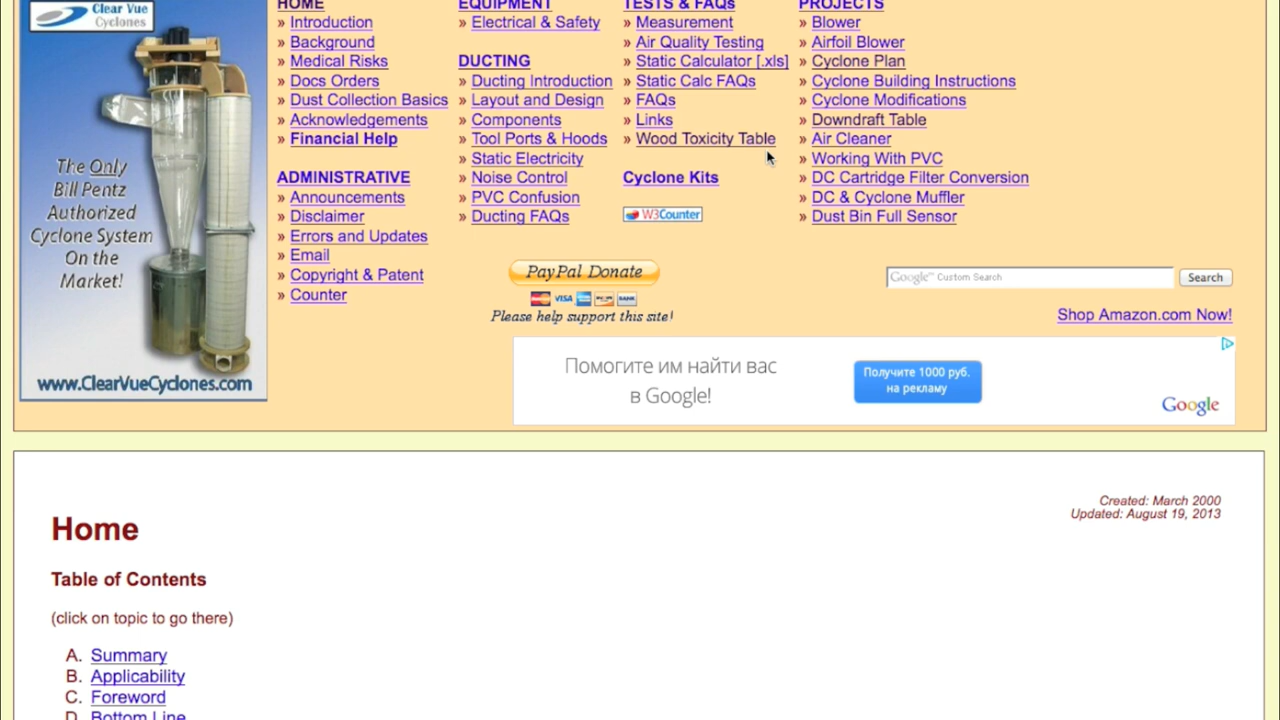 Clear Vue
Cyclones
The Only
Bill Pentz
Authorized
Cyclone System
On the
Market!
www.ClearVueCyclones.com
HOME
» Introduction
» Background
» Medical Risks
» Docs Orders
» Dust Collection Basics
» Acknowledgements
» Financial Help
ADMINISTRATIVE
» Announcements
» Disclaimer
» Errors and Updates
» Email
» Copyright & Patent
» Counter
EQUIPMENT
» Electrical & Safety
DUCTING
» Ducting Introduction
» Layout and Design
» Components
» Tool Ports & Hoods
» Static Electricity
» Noise Control
» PVC Confusion
» Ducting FAQs
TESTS & FAQs
» Measurement
» Air Quality Testing
» Static Calculator [.xls]
» Static Calc FAQs
» FAQs
» Links
» Wood Toxicity Table
Cyclone Kits
W3Counter
PROJECTS
» Blower
» Airfoil Blower
» Cyclone Plan
» Cyclone Building Instructions
» Cyclone Modifications
» Downdraft Table
» Air Cleaner
» Working With PVC
» DC Cartridge Filter Conversion
» DC & Cyclone Muffler
» Dust Bin Full Sensor
PayPal Donate
VISA
BANK
Please help support this site!
Google™ Custom Search
Search
Shop Amazon.com Now!
Помогите им найти вас
в Google!
Получите 1000 руб.
на рекламу
Google
Created: March 2000
Updated: August 19, 2013
Home
Table of Contents
(click on topic to go there)
A. Summary
B. Applicability
C. Foreword
D. Bottom Line